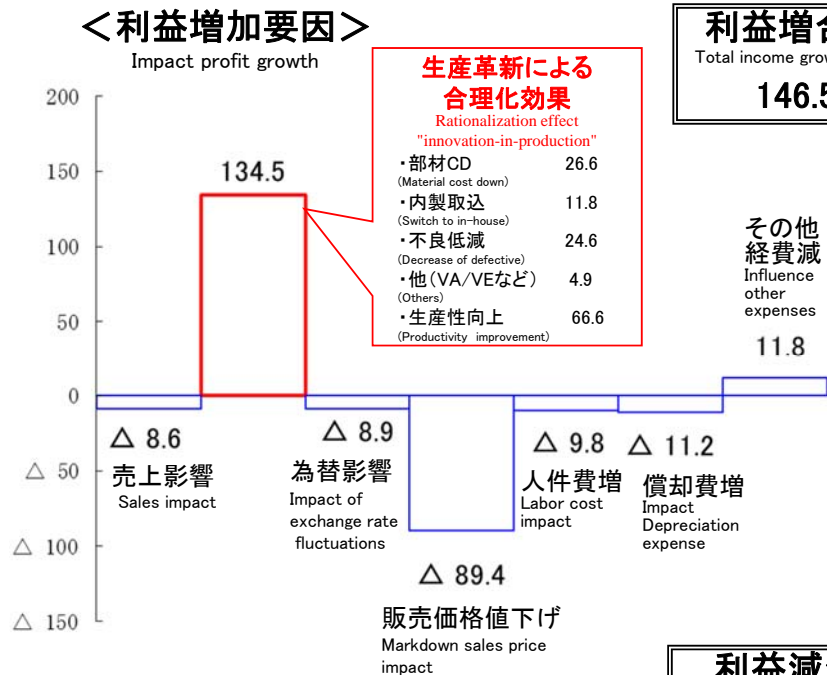 ＜利益増加要因＞
Impact profit growth
利益増合
Total income grow
146.5
生産革新による
合理化効果
Rationalization effect
"innovation-in-production"
・部材CD 26.6
(Material cost down)
・内製取込 11.8
(Switch to in-house)
・不良低減 24.6
(Decrease of defective)
・他(VA/VEなど) 4.9
(Others)
・生産性向上 66.6
(Productivity improvement)
200
150
100
50
0
△ 50
△ 100
△ 150
134.5
その他
経費減
Influence
other
expenses
11.8
△ 8.6
売上影響
Sales impact
△ 8.9
為替影響
Impact of
exchange rate
fluctuations
△ 89.4
販売価格値下げ
Markdown sales price
impact
△ 9.8
人件費増
Labor cost
impact
△ 11.2
償却費増
Impact
Depreciation
expense
利益減